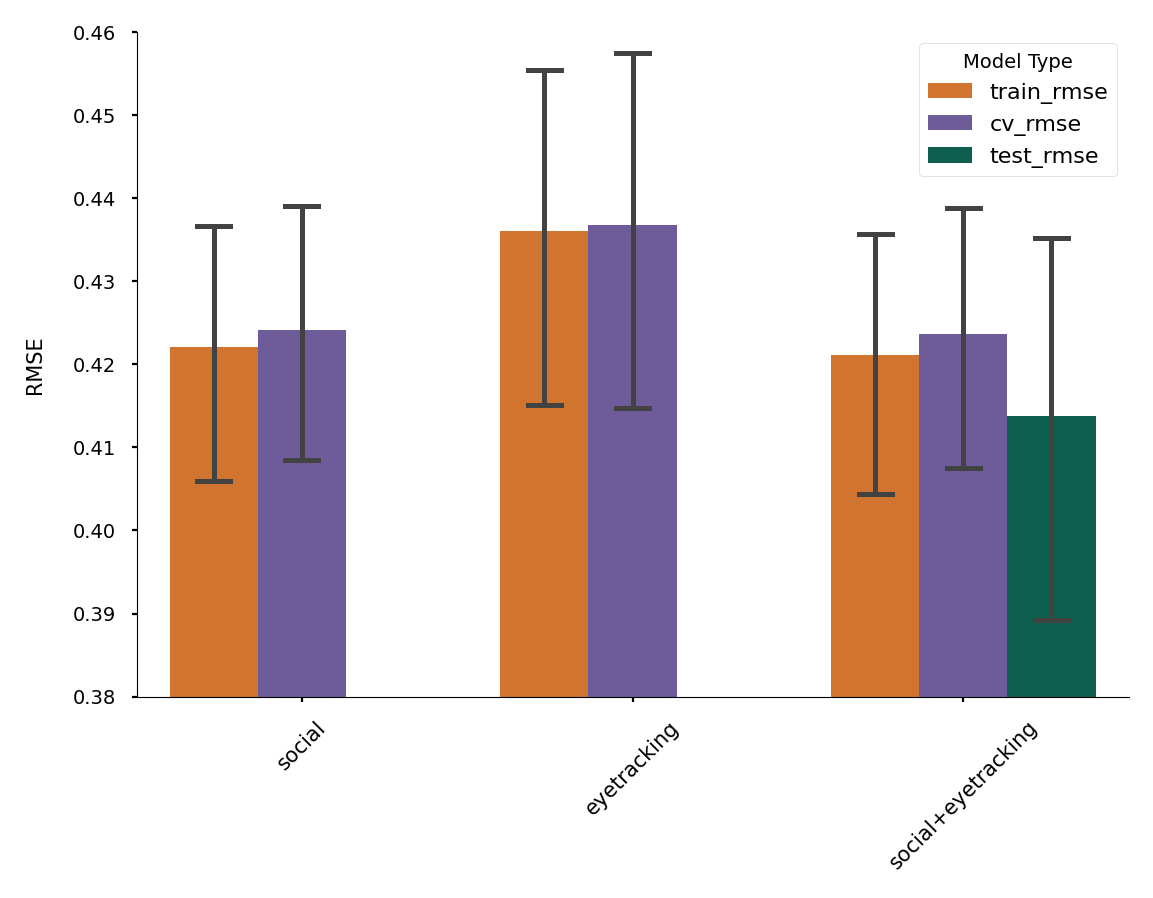 0.46
0.45
0.44
0.43
0.42
0.41
0.40
0.39
0.38
RMSE
Model Type
train_rmse
cv_rmse
test_rmse
social
eyetracking
social+eyetracking